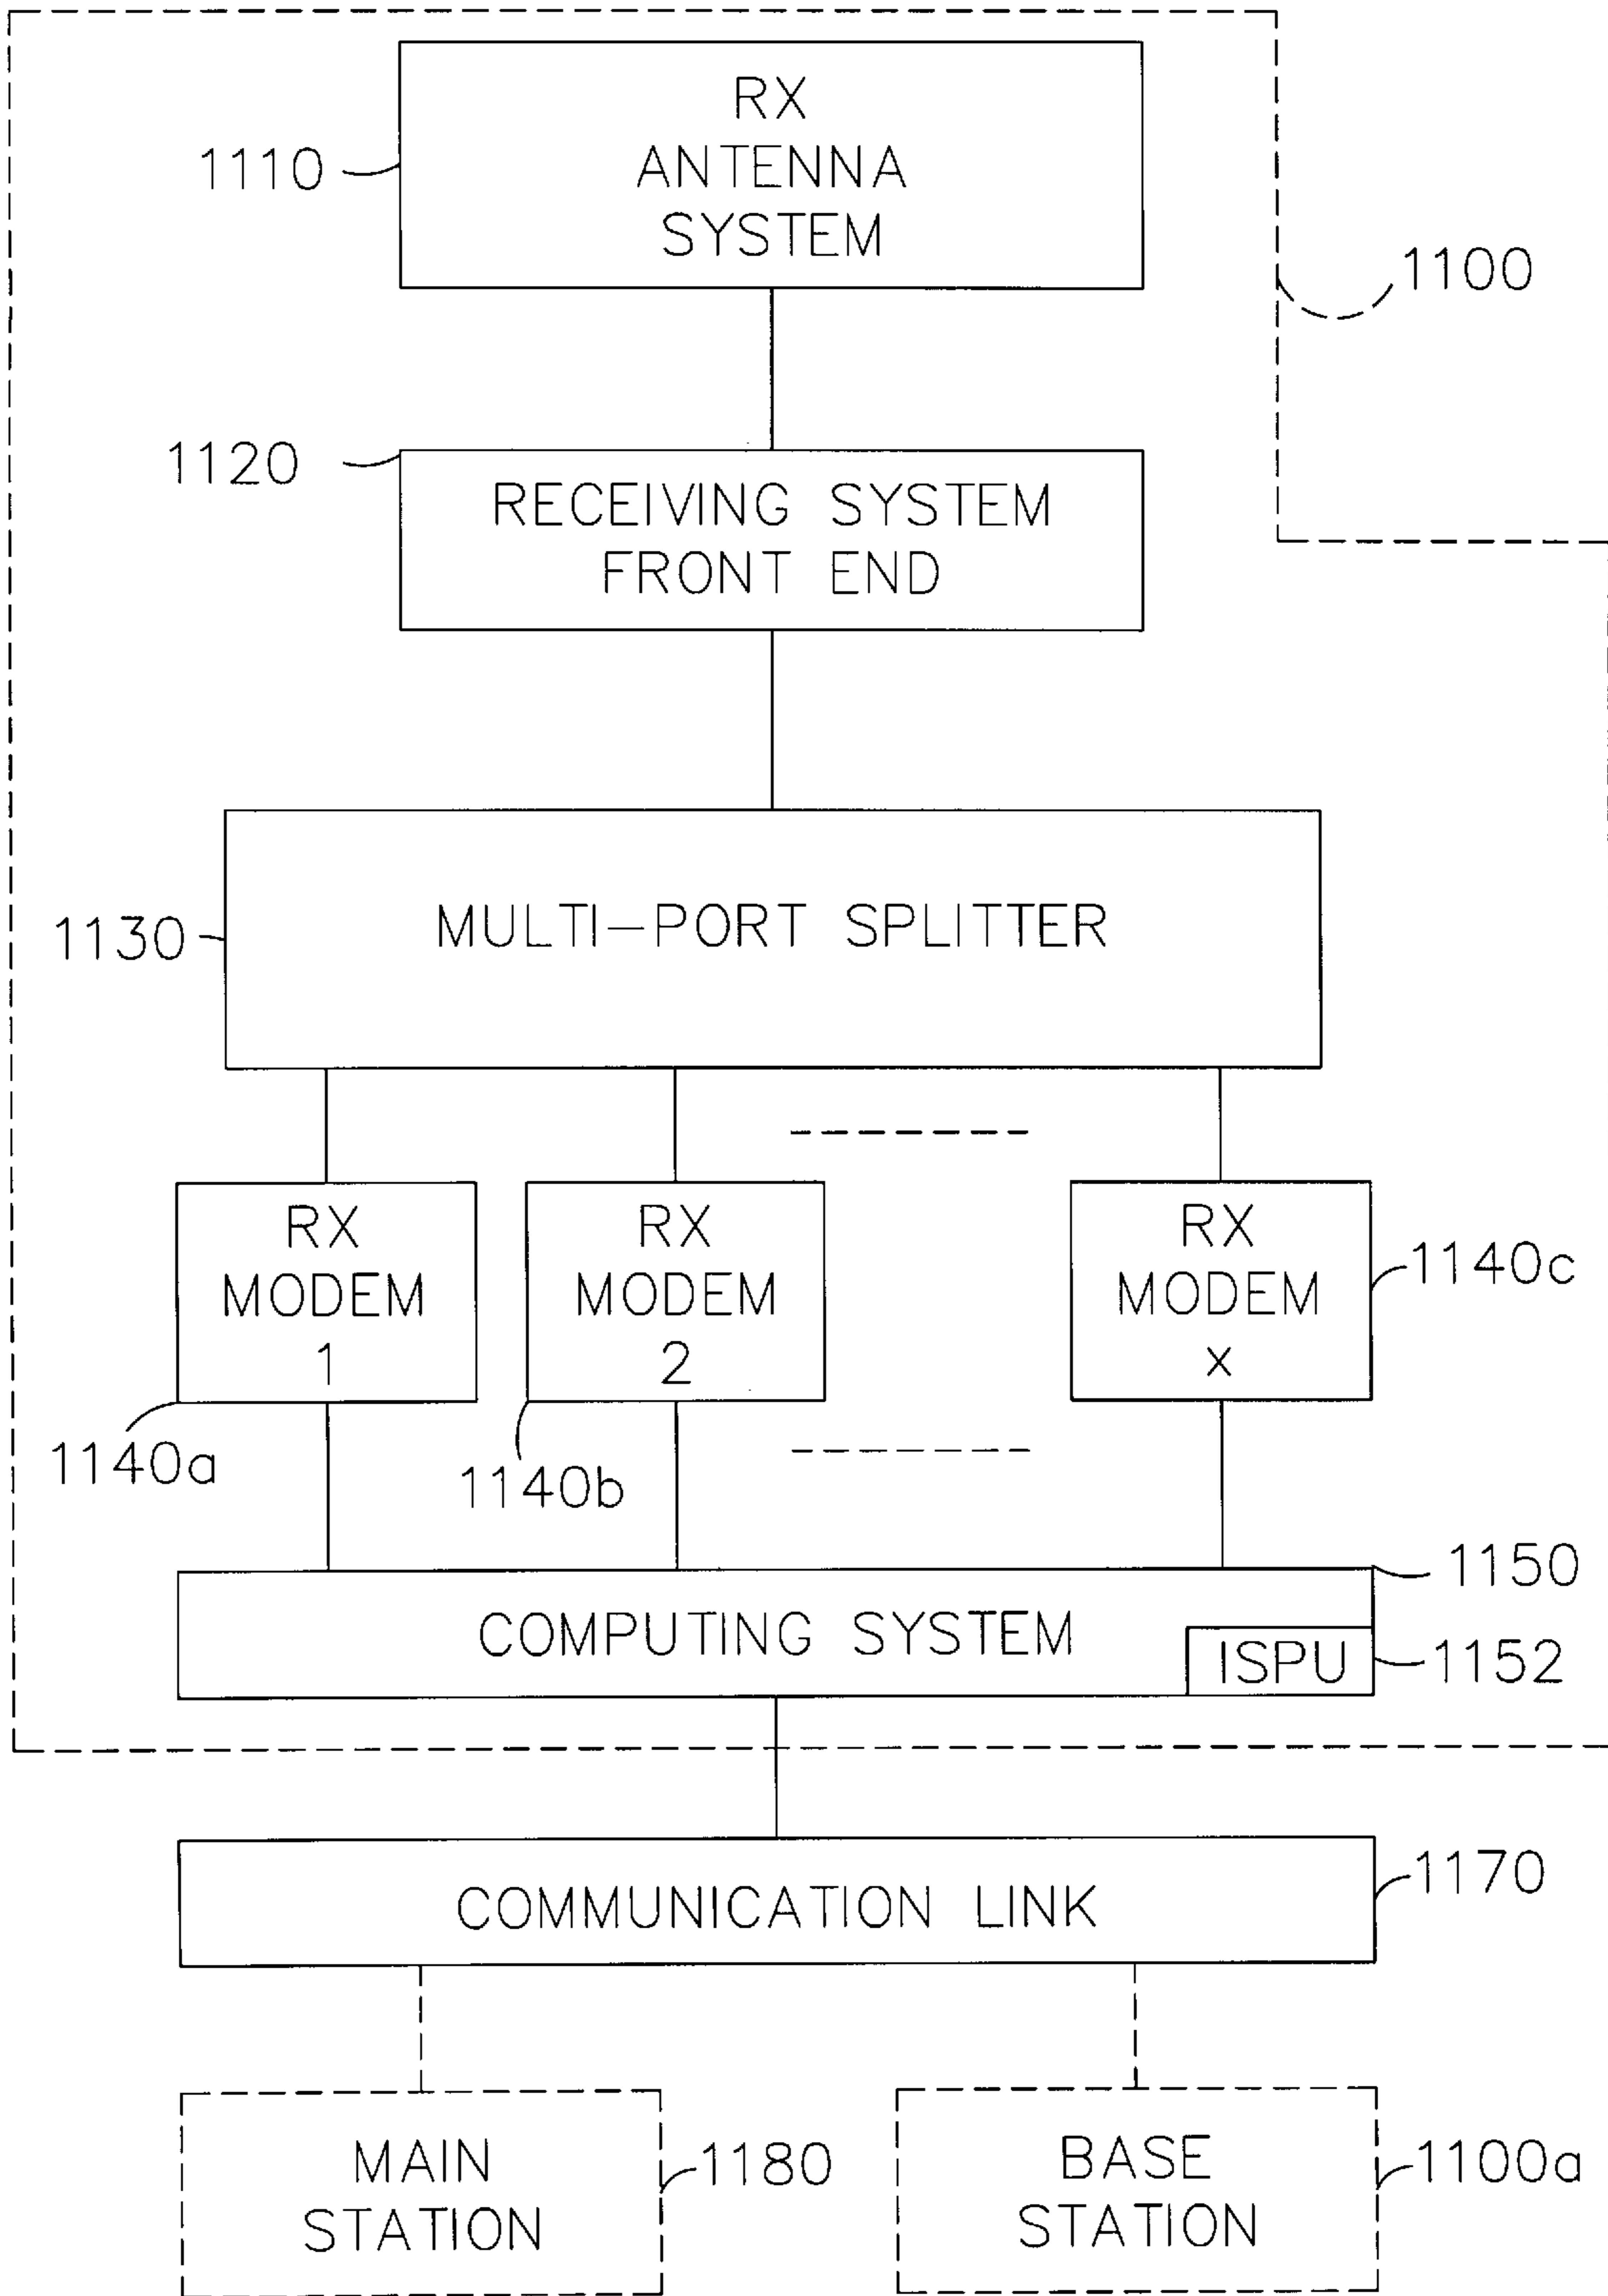 RX
ANTENNA
SYSTEM
1110
1100
1120
RECEIVING SYSTEM
FRONT END
1130
MULTI-PORT SPLITTER
RX
MODEM
1
RX
MODEM
2
RX
MODEM
x
1140c
1140a
1140b
1150
COMPUTING SYSTEM
ISPU
1152
1170
COMMUNICATION LINK
MAIN
STATION
1180
BASE
STATION
1100a